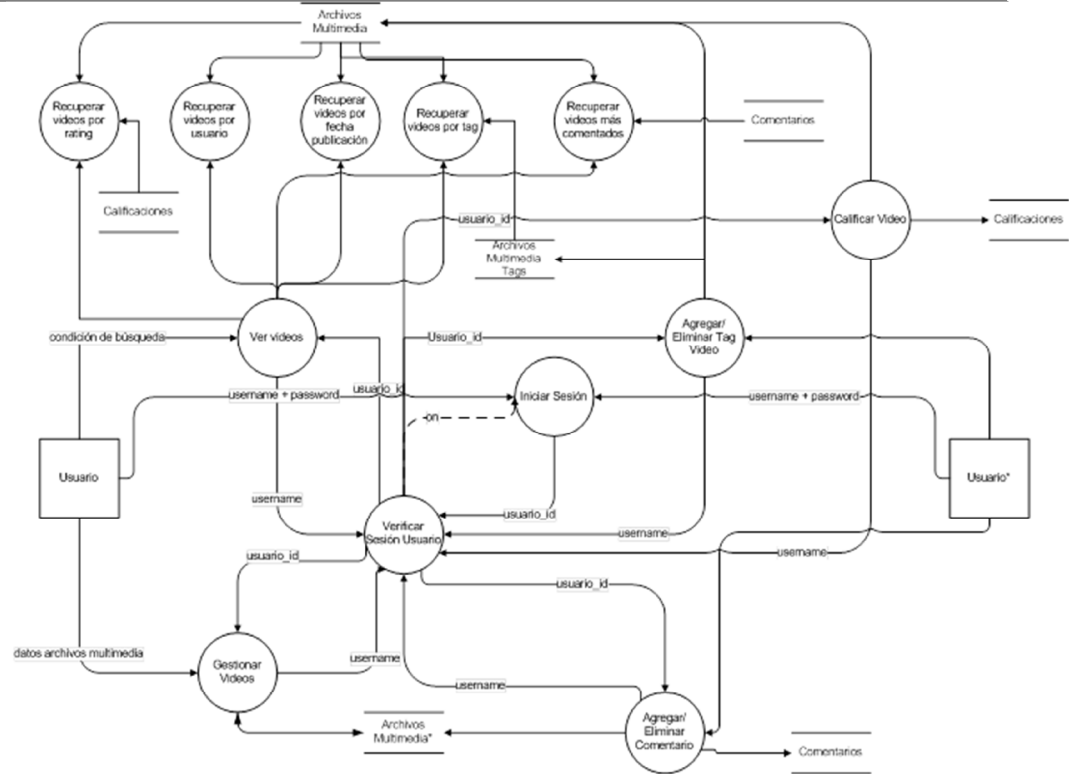 Archivos
Multimedia
Recuperar
videos por
rating
Recuperar
videos por
usuario
Recuperar
videos por
fecha
publicación
Recuperar
videos por tag
Recuperar
videos más
comentados
Comentarios
Calificaciones
usuario_id
Calificar Video
Calificaciones
Archivos
Multimedia
Tags
condición de búsqueda
Ver videos
Usuario_id
Agregar/
Eliminar Tag
Video
usuario_id
username + password
Iniciar Sesión
username + password
on
Usuario
Usuario*
username
usuario_id
Verificar
Sesión Usuario
username
username
usuario_id
usuario_id
datos archivos multimedia
Gestionar
Videos
username
username
Archivos
Multimedia*
Agregar/
Eliminar
Comentario
Comentarios